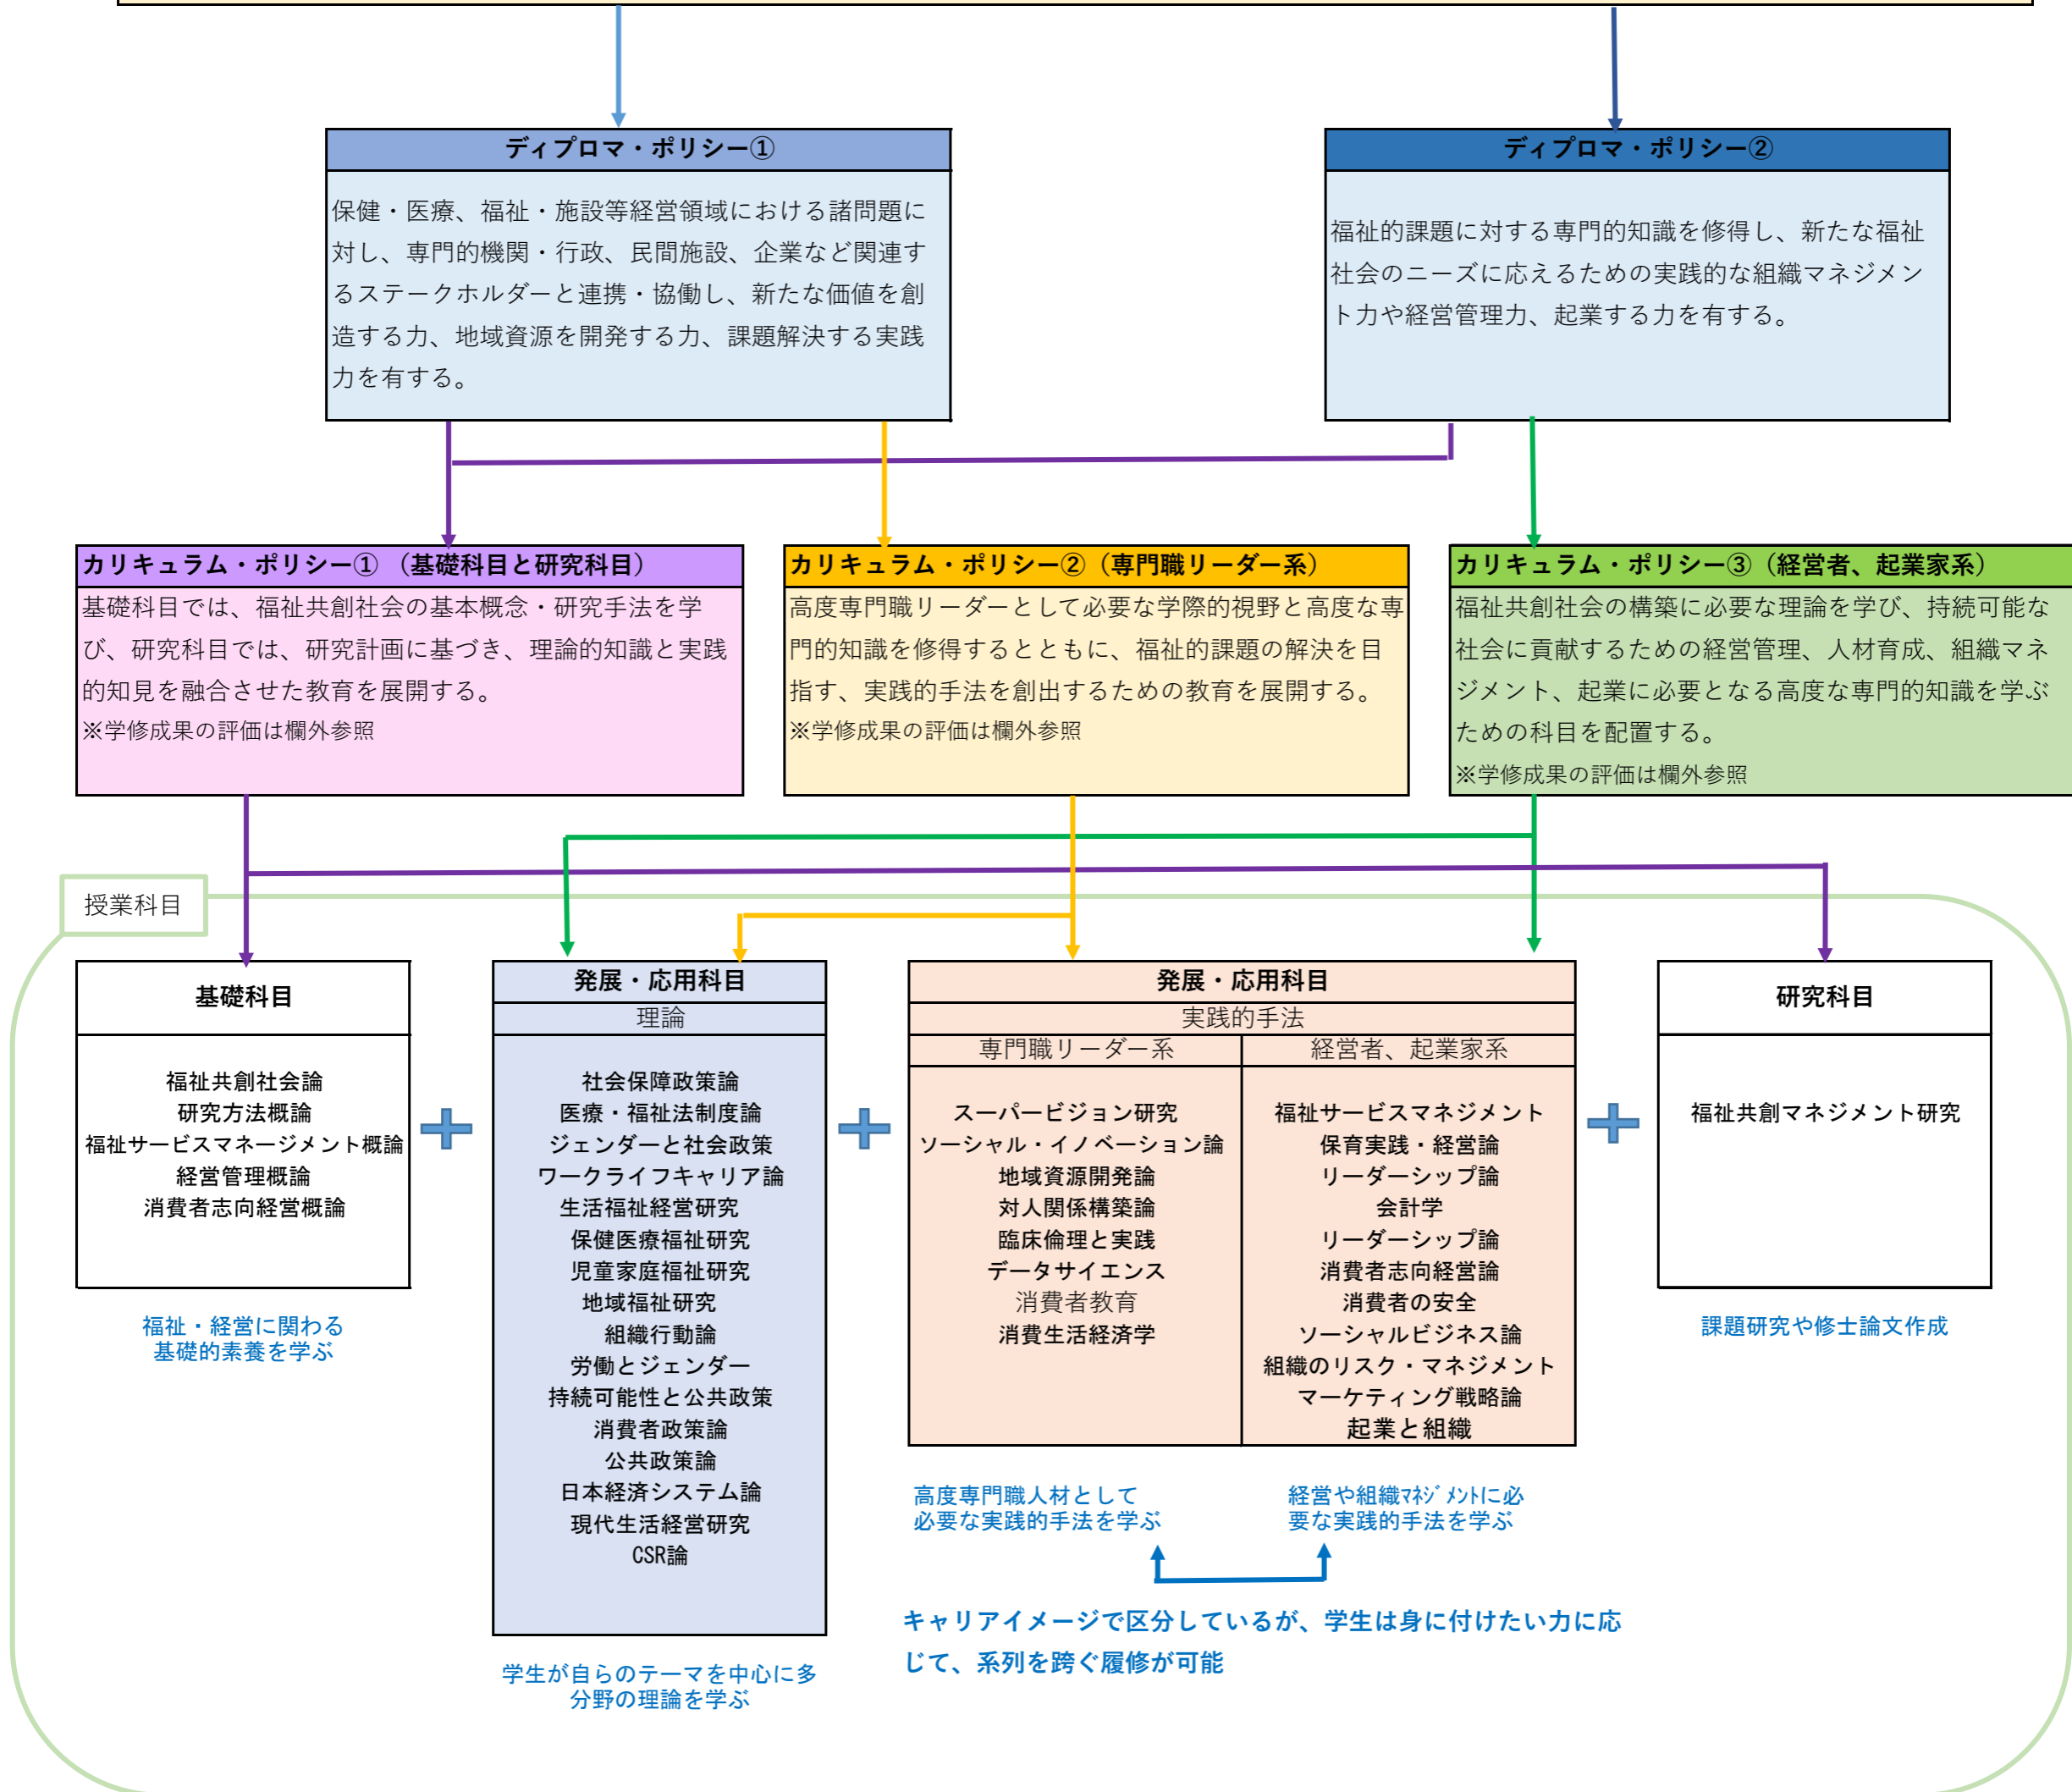 ディプロマ・ポリシー①
保健・医療、福祉・施設等経営領域における諸問題に
対し、専門的機関・行政、民間施設、企業など関連す
るステークホルダーと連携・協働し、新たな価値を創
造する力、地域資源を開発する力、課題解決する実践
力を有する。
ディプロマ・ポリシー②
福祉的課題に対する専門的知識を修得し、新たな福祉
社会のニーズに応えるための実践的な組織マネジメン
ト力や経営管理力、起業する力を有する。
カリキュラム・ポリシー① （基礎科目と研究科目）
基礎科目では、福祉共創社会の基本概念・研究手法を学
び、研究科目では、研究計画に基づき、理論的知識と実践
的知見を融合させた教育を展開する。
※学修成果の評価は欄外参照
カリキュラム・ポリシー②（専門職リーダー系）
高度専門職リーダーとして必要な学際的視野と高度な専
門的知識を修得するとともに、福祉的課題の解決を目
指す、実践的手法を創出するための教育を展開する。
※学修成果の評価は欄外参照
カリキュラム・ポリシー③（経営者、起業家系）
福祉共創社会の構築に必要な理論を学び、持続可能な
社会に貢献するための経営管理、人材育成、組織マネ
ジメント、起業に必要となる高度な専門的知識を学ぶ
ための科目を配置する。
※学修成果の評価は欄外参照
授業科目
基礎科目
福祉共創社会論
研究方法概論
福祉サービスマネージメント概論
経営管理概論
消費者志向経営概論
福祉・経営に関わる
基礎的素養を学ぶ
発展・応用科目
理論
社会保障政策論
医療・福祉法制度論
ジェンダーと社会政策
ワークライフキャリア論
生活福祉経営研究
保健医療福祉研究
児童家庭福祉研究
地域福祉研究
組織行動論
労働とジェンダー
持続可能性と公共政策
消費者政策論
公共政策論
日本経済システム論
現代生活経営研究
CSR論
学生が自らのテーマを中心に多
分野の理論を学ぶ
発展・応用科目
実践的手法
専門職リーダー系
スーパービジョン研究
ソーシャル・イノベーション論
地域資源開発論
対人関係構築論
臨床倫理と実践
データサイエンス
消費者教育
消費生活経済学
高度専門職人材として
必要な実践的手法を学ぶ
経営者、起業家系
福祉サービスマネジメント
保育実践・経営論
リーダーシップ論
会計学
リーダーシップ論
消費者志向経営論
消費者の安全
ソーシャルビジネス論
組織のリスク・マネジメント
マーケティング戦略論
起業と組織
経営や組織ﾏﾈｼﾞﾒﾝﾄに必
要な実践的手法を学ぶ
キャリアイメージで区分しているが、学生は身に付けたい力に応
じて、系列を跨ぐ履修が可能
研究科目
福祉共創マネジメント研究
課題研究や修士論文作成